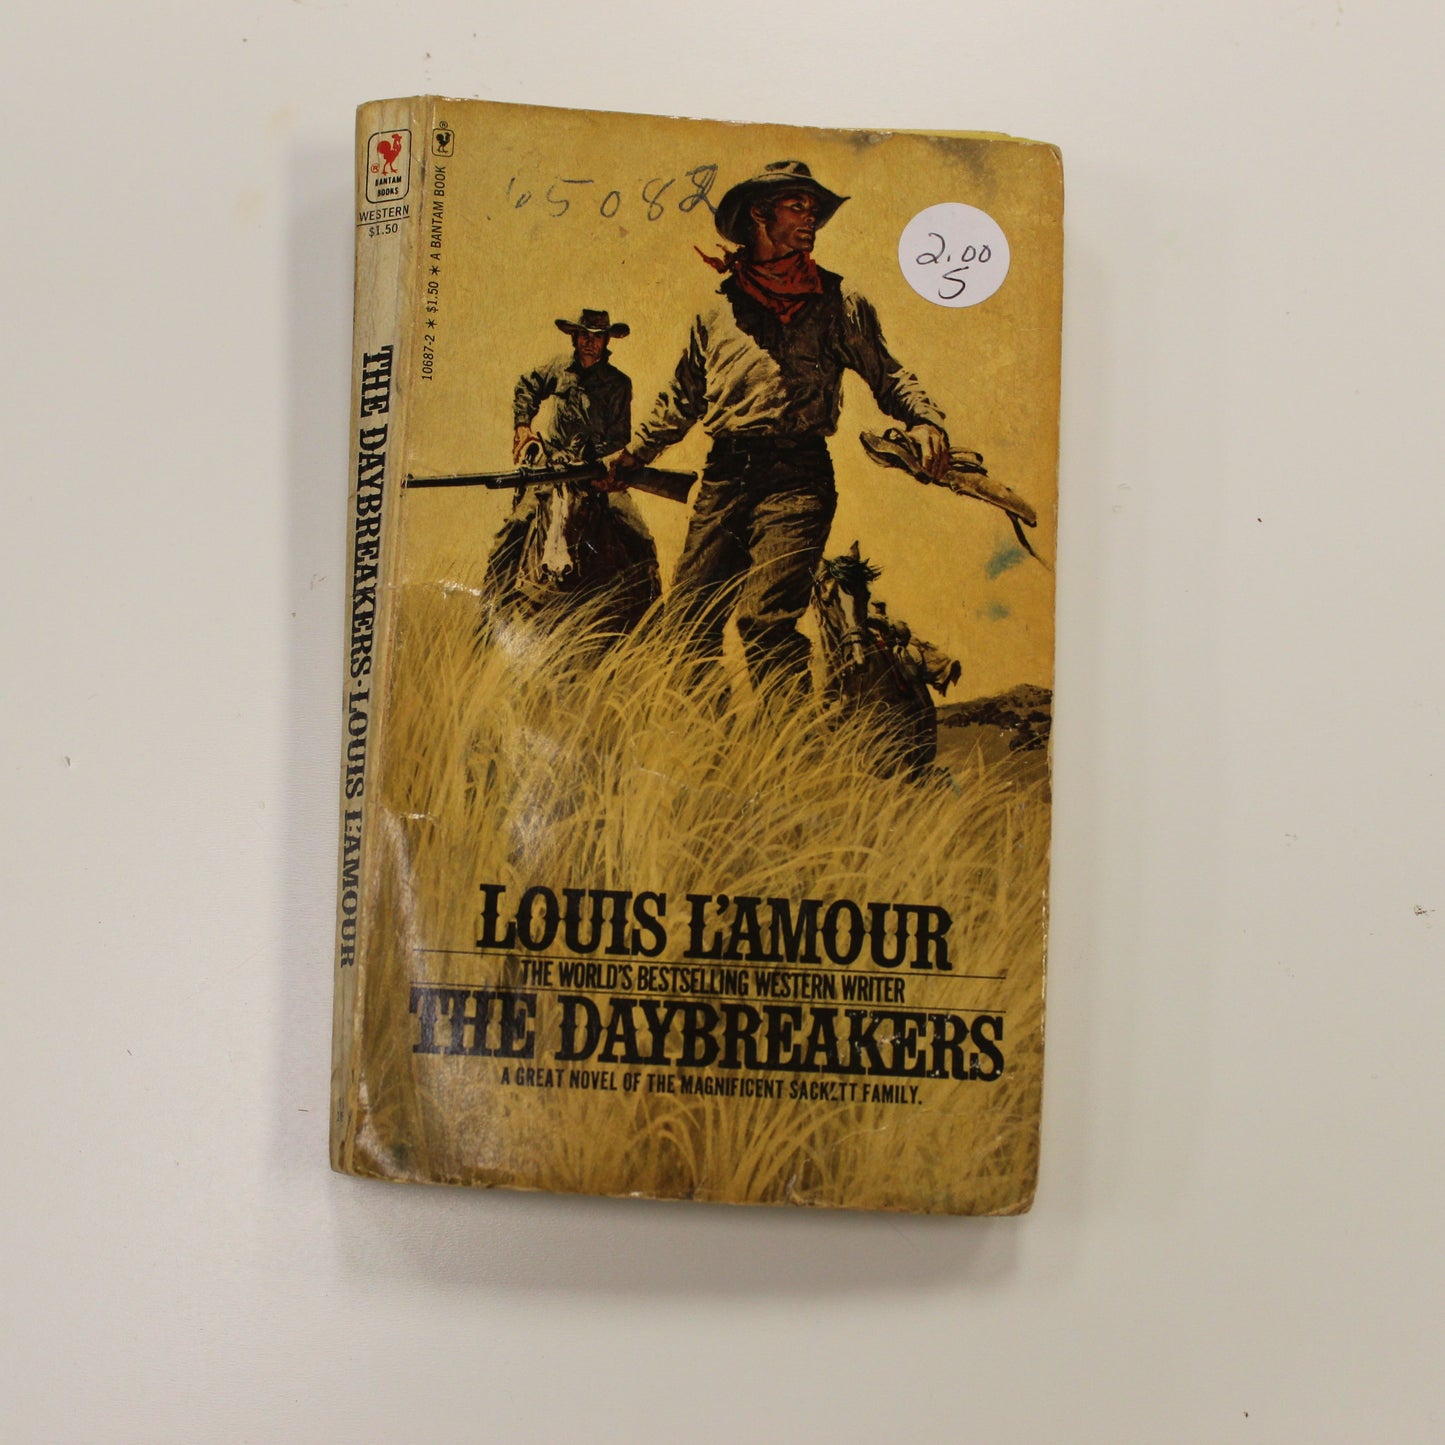 BANTAM
BOOKS
WESTERN
$1.50
THE DAYBREAKERS • LOUIS L'AMOUR
10687-2 * $1.50 * A BANTAM BOOK
5082
2.00
S
LOUIS L'AMOUR
THE WORLD'S BESTSELLING WESTERN WRITER
THE DAYBREAKERS
A GREAT NOVEL OF THE MAGNIFICENT SACKETT FAMILY.